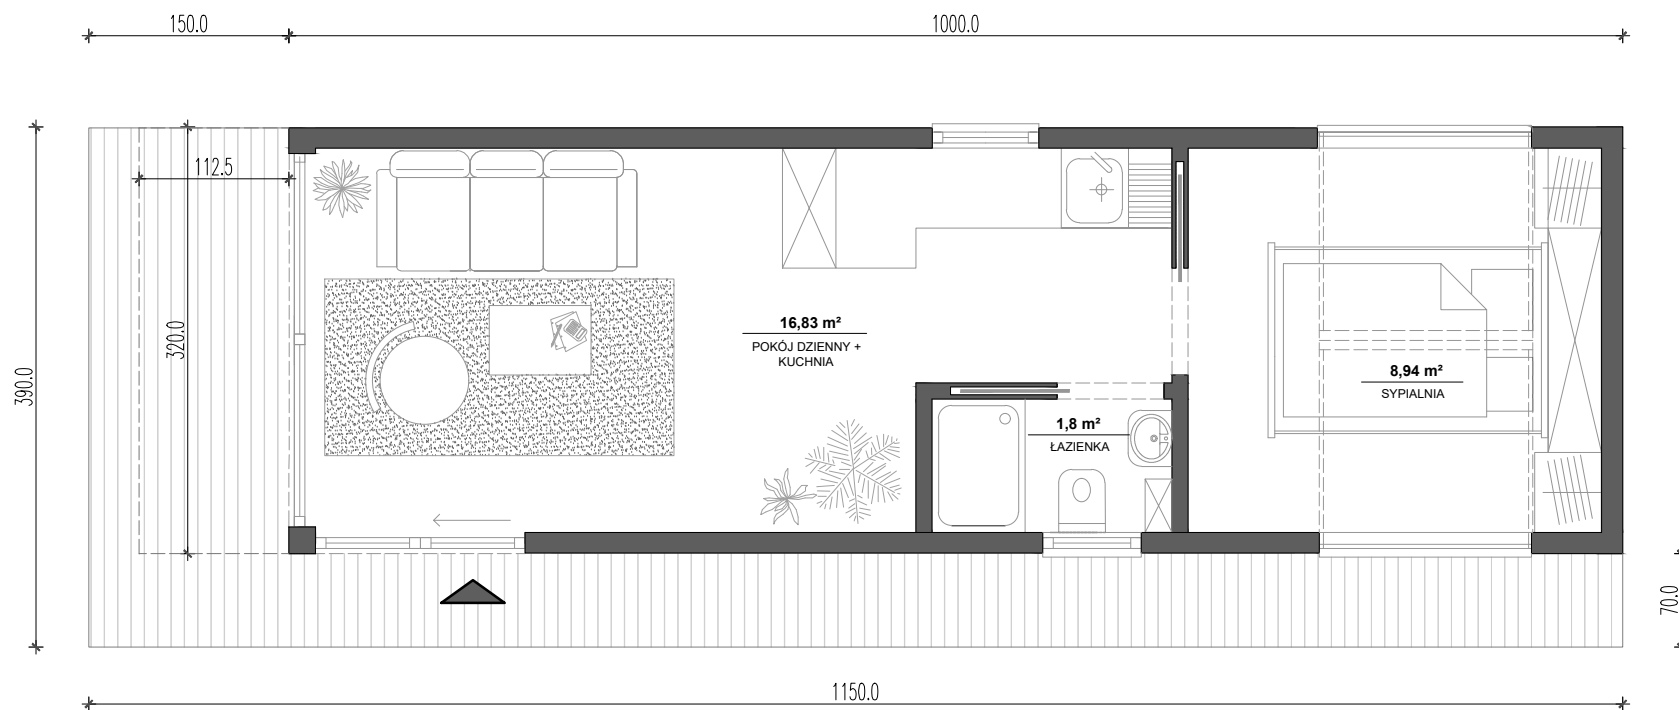 150.0
1000.0
112.5
320.0
390.0
16,83 m²
POKÓJ DZIENNY +
KUCHNIA
8,94 m²
SYPIALNIA
1,8 m²
ŁAZIENKA
70.0
1150.0